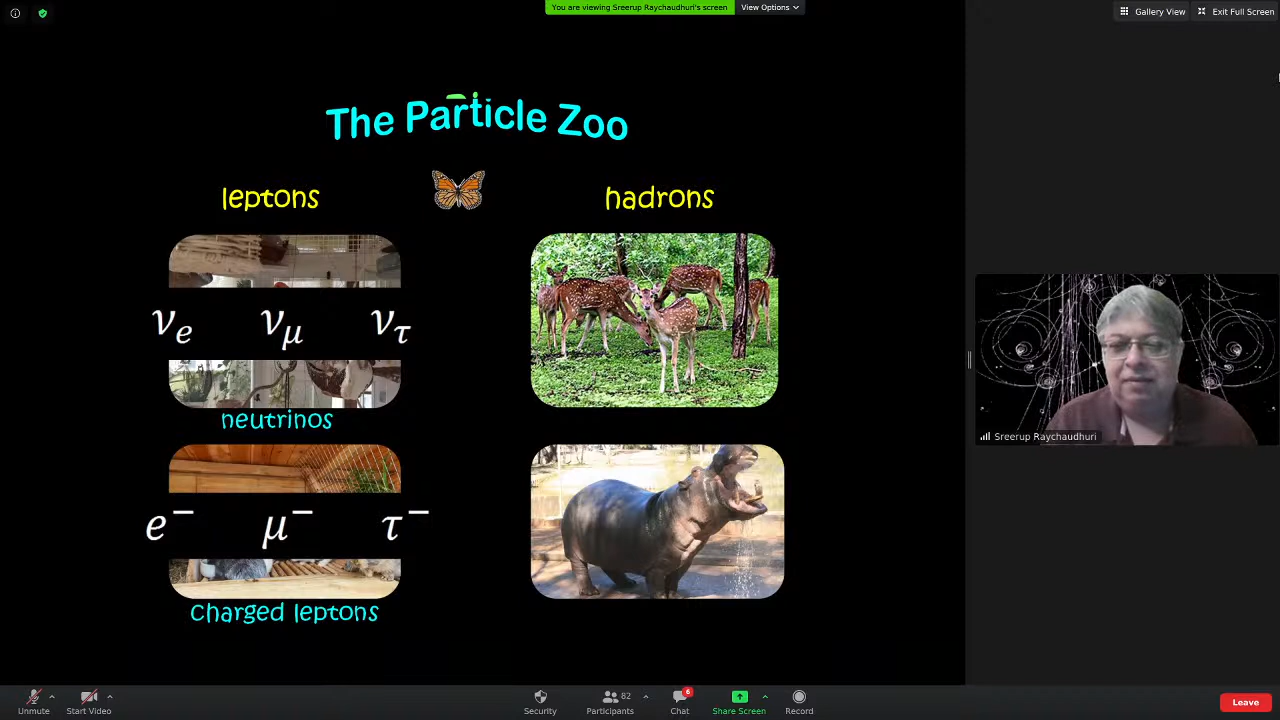 You are viewing Sreerup Raychaudhuri's screen
View Options
Gallery View
Exit Full Screen
The Particle Zoo
leptons
hadrons
νe νμ ντ
neutrinos
e− μ− τ−
Charged leptons
Sreerup Raychaudhuri
Unmute
Start Video
Security
82
Participants
6
Chat
Share Screen
Record
Leave